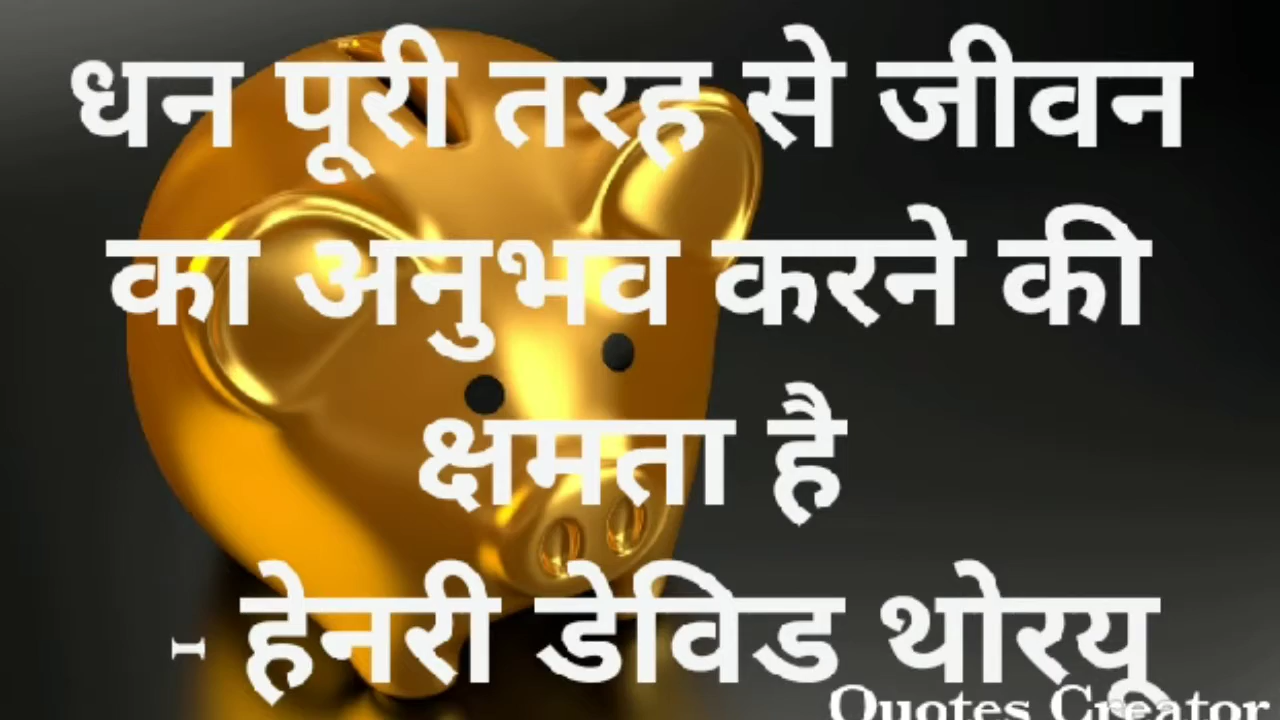 धन पूरी तरह से जीवन
का अनुभव करने की
क्षमता है
- हेनरी डेविड थोरयू
Quotes Creator